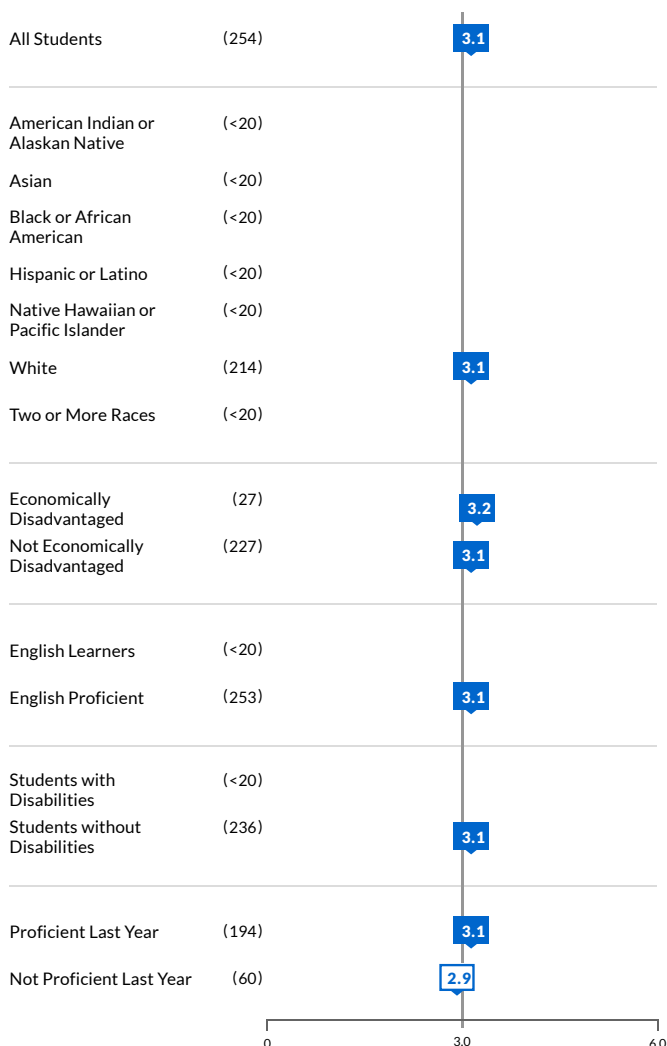 All Students (254) 3.1
American Indian or (<20)
Alaskan Native
Asian (<20)
Black or African (<20)
American
Hispanic or Latino (<20)
Native Hawaiian or (<20)
Pacific Islander
White (214) 3.1
Two or More Races (<20)
Economically (27) 3.2
Disadvantaged
Not Economically (227) 3.1
Disadvantaged
English Learners (<20)
English Proficient (253) 3.1
Students with (<20)
Disabilities
Students without (236) 3.1
Disabilities
Proficient Last Year (194) 3.1
Not Proficient Last Year (60) 2.9
0 3.0 6.0